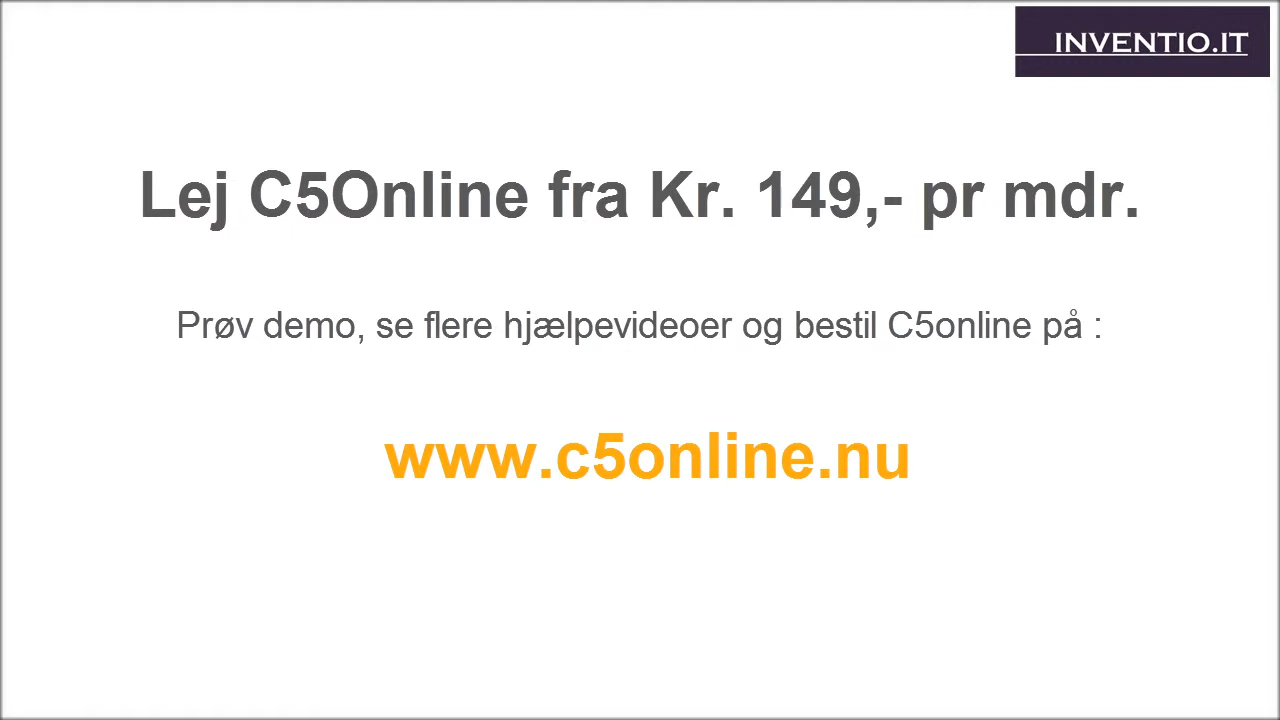 INVENTIO.IT
Lej C5Online fra Kr. 149,- pr mdr.
Prøv demo, se flere hjælpevideoer og bestil C5online på :
www.c5online.nu